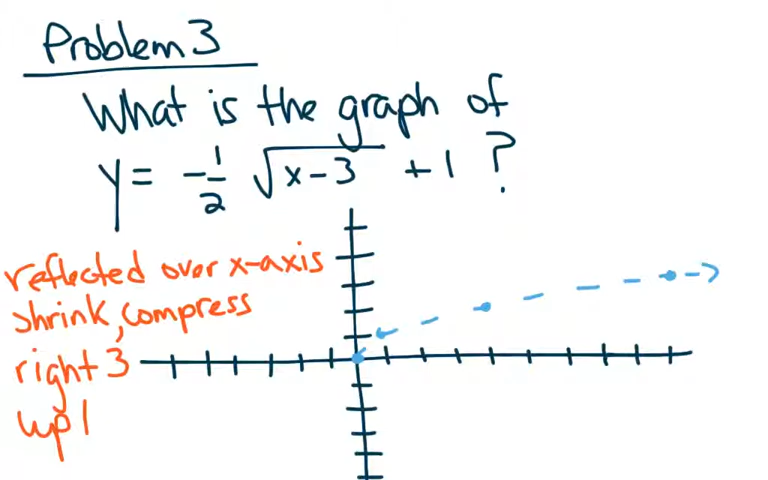 Problem 3
What is the graph of
y = -1/2 √(x-3) + 1 ?
reflected over x-axis
shrink, compress
right 3
up 1